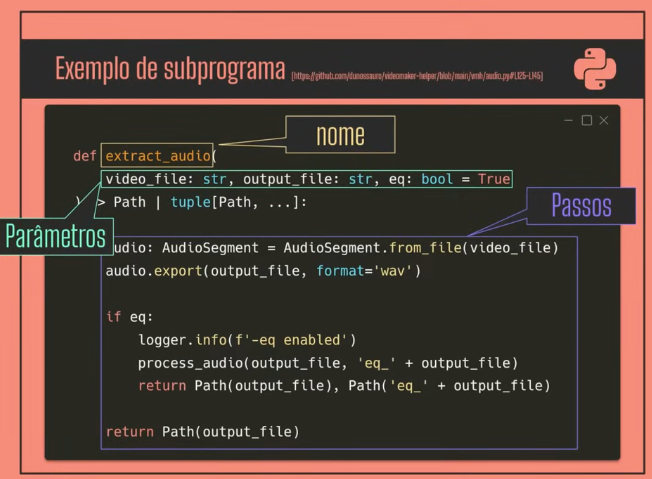 Exemplo de subprograma [https://github.com/dunossauro/videomaker-helper/blob/main/vmh/audio.py#L125-L145]
nome
def extract_audio(
video_file: str, output_file: str, eq: bool = True
) > Path | tuple[Path, ...]:
Passos
Parâmetros
audio: AudioSegment = AudioSegment.from_file(video_file)
audio.export(output_file, format='wav')
if eq:
logger.info(f'-eq enabled')
process_audio(output_file, 'eq_' + output_file)
return Path(output_file), Path('eq_' + output_file)
return Path(output_file)